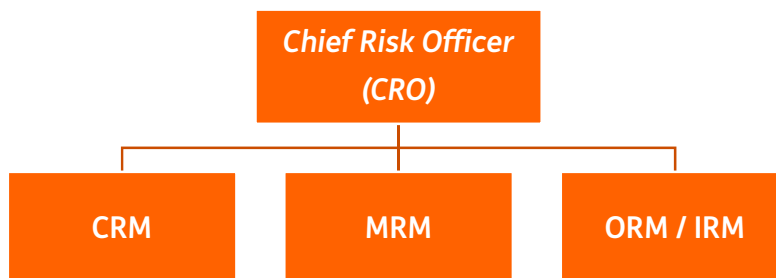 Chief Risk Officer
(CRO)
CRM
MRM
ORM / IRM